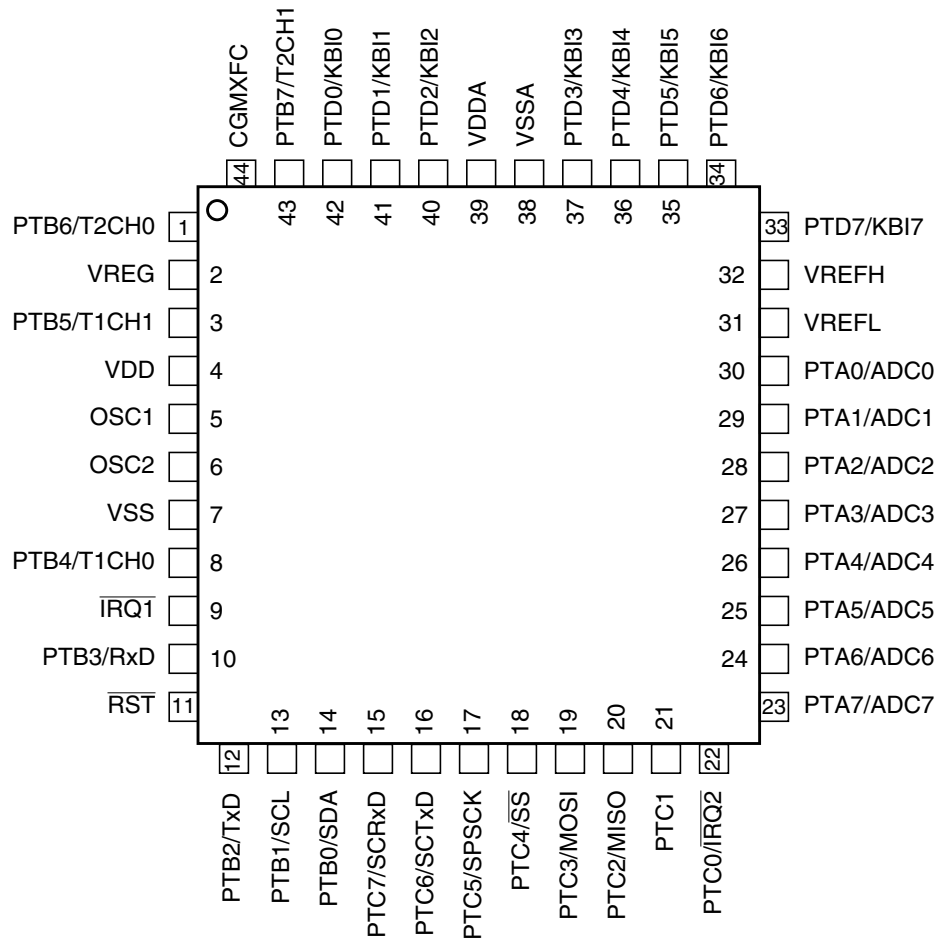 CGMXFC
PTB7/T2CH1
PTD0/KBI0
PTD1/KBI1
PTD2/KBI2
VDDA
VSSA
PTD3/KBI3
PTD4/KBI4
PTD5/KBI5
PTD6/KBI6
44
43
42
41
40
39
38
37
36
35
34
PTB6/T2CH0 1
VREG 2
PTB5/T1CH1 3
VDD 4
OSC1 5
OSC2 6
VSS 7
PTB4/T1CH0 8
I̅R̅Q̅1̅ 9
PTB3/RxD 10
R̅S̅T̅ 11
33 PTD7/KBI7
32 VREFH
31 VREFL
30 PTA0/ADC0
29 PTA1/ADC1
28 PTA2/ADC2
27 PTA3/ADC3
26 PTA4/ADC4
25 PTA5/ADC5
24 PTA6/ADC6
23 PTA7/ADC7
12
13
14
15
16
17
18
19
20
21
22
PTB2/TxD
PTB1/SCL
PTB0/SDA
PTC7/SCRxD
PTC6/SCTxD
PTC5/SPSCK
PTC4/S̅S̅
PTC3/MOSI
PTC2/MISO
PTC1
PTC0/I̅R̅Q̅2̅